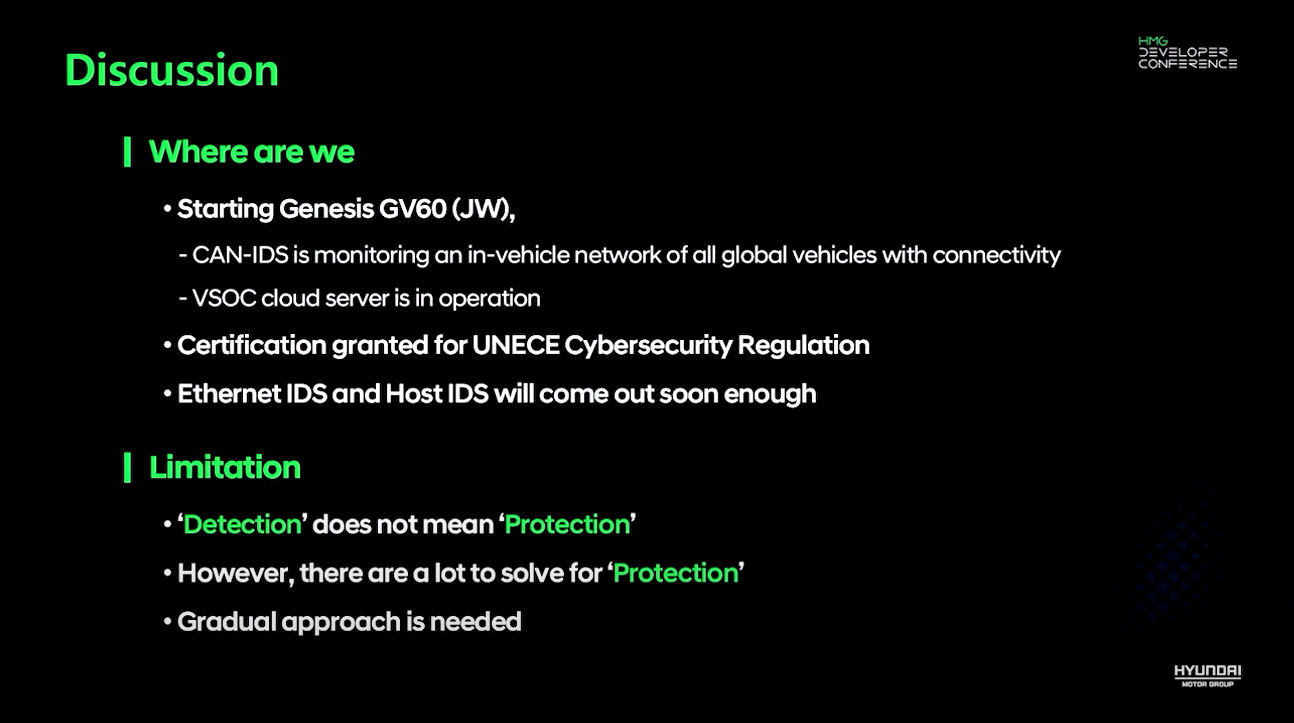 Discussion
HMG
DEVELOPER
CONFERENCE
Where are we
• Starting Genesis GV60 (JW),
- CAN-IDS is monitoring an in-vehicle network of all global vehicles with connectivity
- VSOC cloud server is in operation
• Certification granted for UNECE Cybersecurity Regulation
• Ethernet IDS and Host IDS will come out soon enough
Limitation
• ‘Detection’ does not mean ‘Protection’
• However, there are a lot to solve for ‘Protection’
• Gradual approach is needed
HYUNDAI
MOTOR GROUP